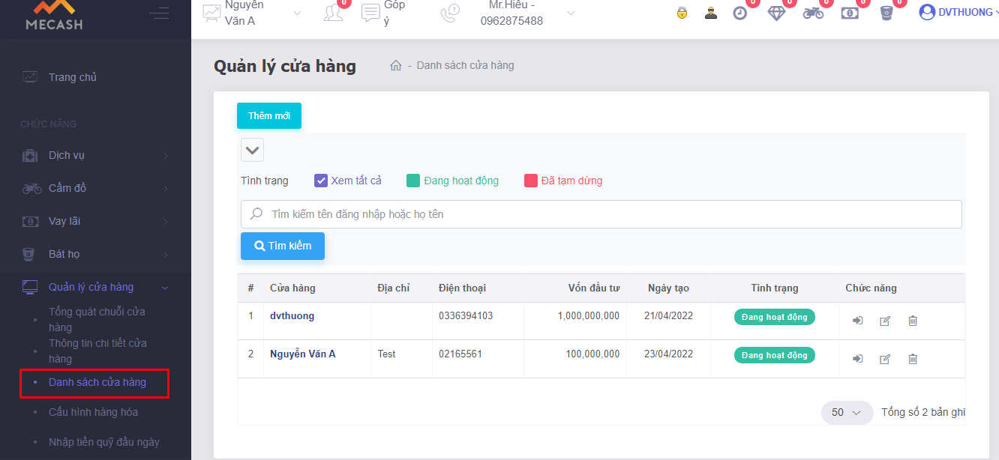 MECASH
Nguyễn
Văn A
0
Góp
ý
?
Mr.Hiếu -
0962875488
0
0
0
0
0
DVTHUONG
Trang chủ
CHỨC NĂNG
Dịch vụ
Cầm đồ
Vay lãi
Bát họ
Quản lý cửa hàng
Tổng quát chuỗi cửa
hàng
Thông tin chi tiết cửa
hàng
Danh sách cửa hàng
Cấu hình hàng hóa
Nhập tiền quỹ đầu ngày
Quản lý cửa hàng
- Danh sách cửa hàng
Thêm mới
Tình trạng Xem tất cả Đang hoạt động Đã tạm dừng
Tìm kiếm tên đăng nhập hoặc họ tên
Tìm kiếm
# Cửa hàng Địa chỉ Điện thoại Vốn đầu tư Ngày tạo Tình trạng Chức năng
1 dvthuong 0336394103 1,000,000,000 21/04/2022 Đang hoạt động
2 Nguyễn Văn A Test 02165561 100,000,000 23/04/2022 Đang hoạt động
50 Tổng số 2 bản ghi